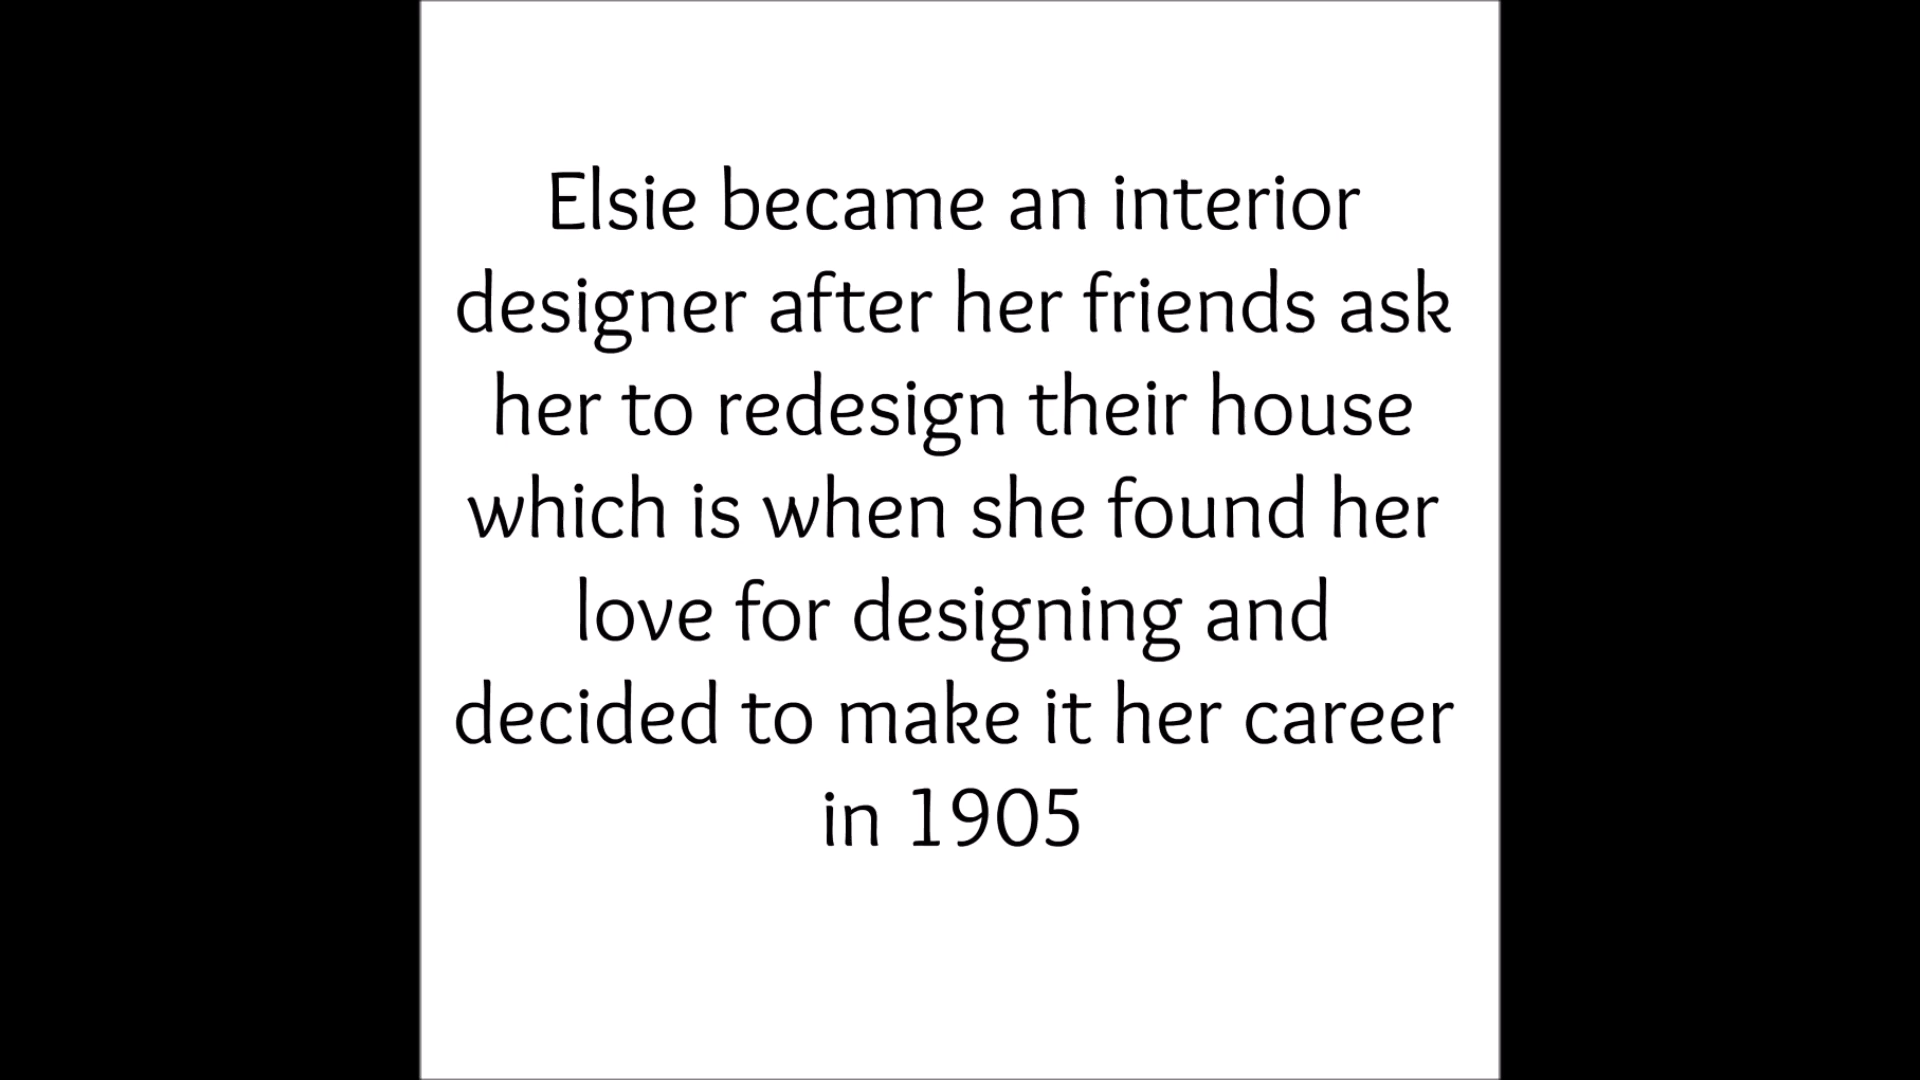 Elsie became an interior
designer after her friends ask
her to redesign their house
which is when she found her
love for designing and
decided to make it her career
in 1905